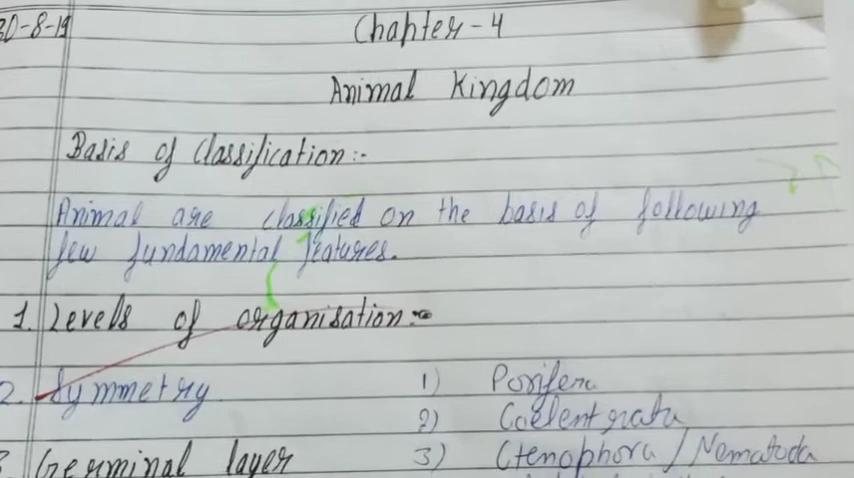 30-8-19
Chapter-4
Animal Kingdom
Basis of classification:-
Animal are classified on the basis of following
few fundamental features.
1. Levels of organisation:-
2. Symmetry 1) Porifera
2) Coelentrata
3. Germinal layer 3) Ctenophora / Nematoda